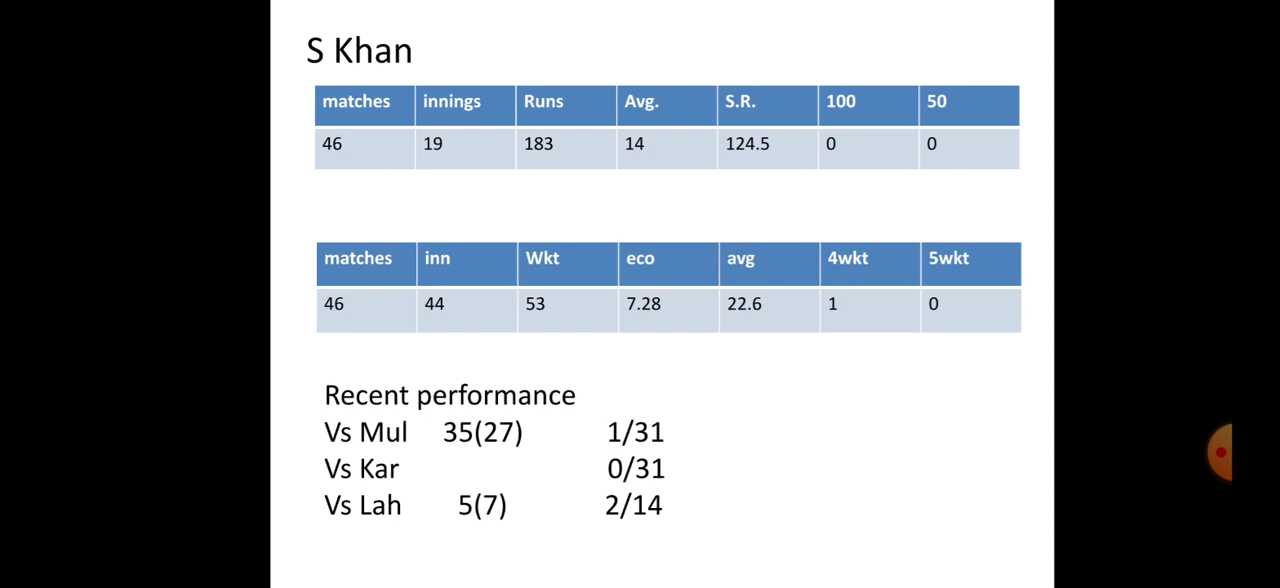 S Khan
matches innings Runs Avg. S.R. 100 50
46 19 183 14 124.5 0 0
matches inn Wkt eco avg 4wkt 5wkt
46 44 53 7.28 22.6 1 0
Recent performance
Vs Mul 35(27) 1/31
Vs Kar 0/31
Vs Lah 5(7) 2/14